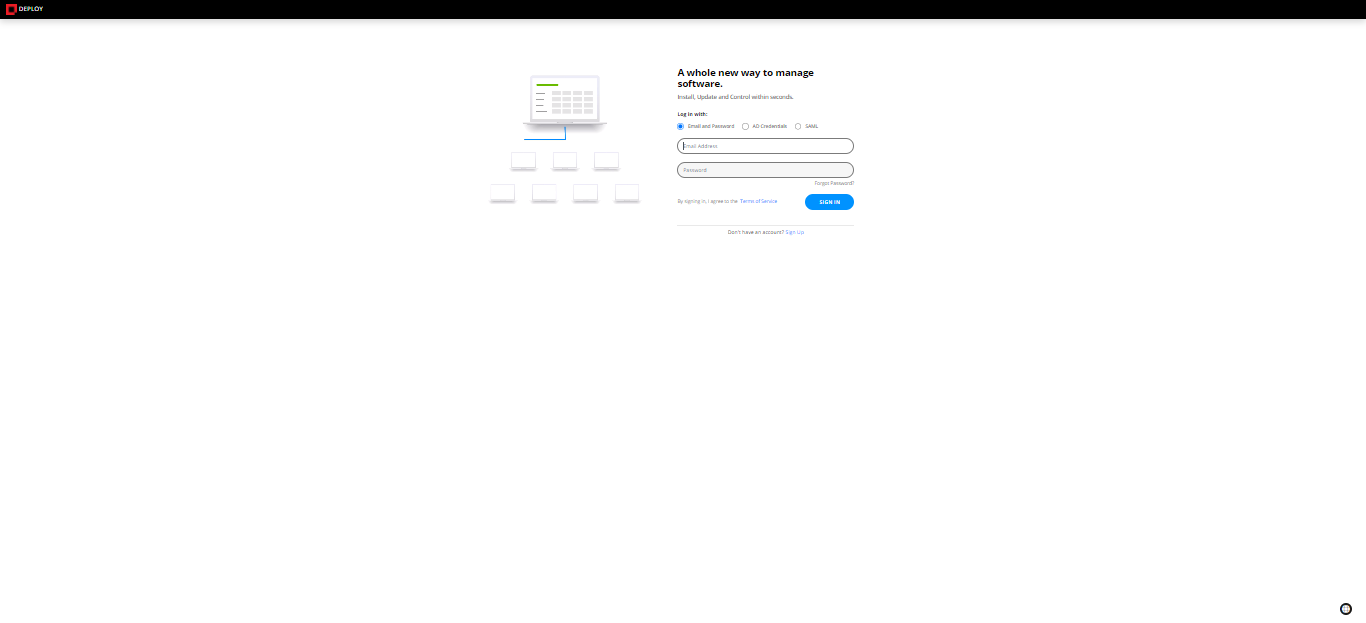 DEPLOY
A whole new way to manage
software.
Install, Update and Control within seconds.
Log in with:
Email and Password AD Credentials SAML
Email Address
Password
Forgot Password?
By signing in, I agree to the Terms of Service
SIGN IN
Don't have an account? Sign Up